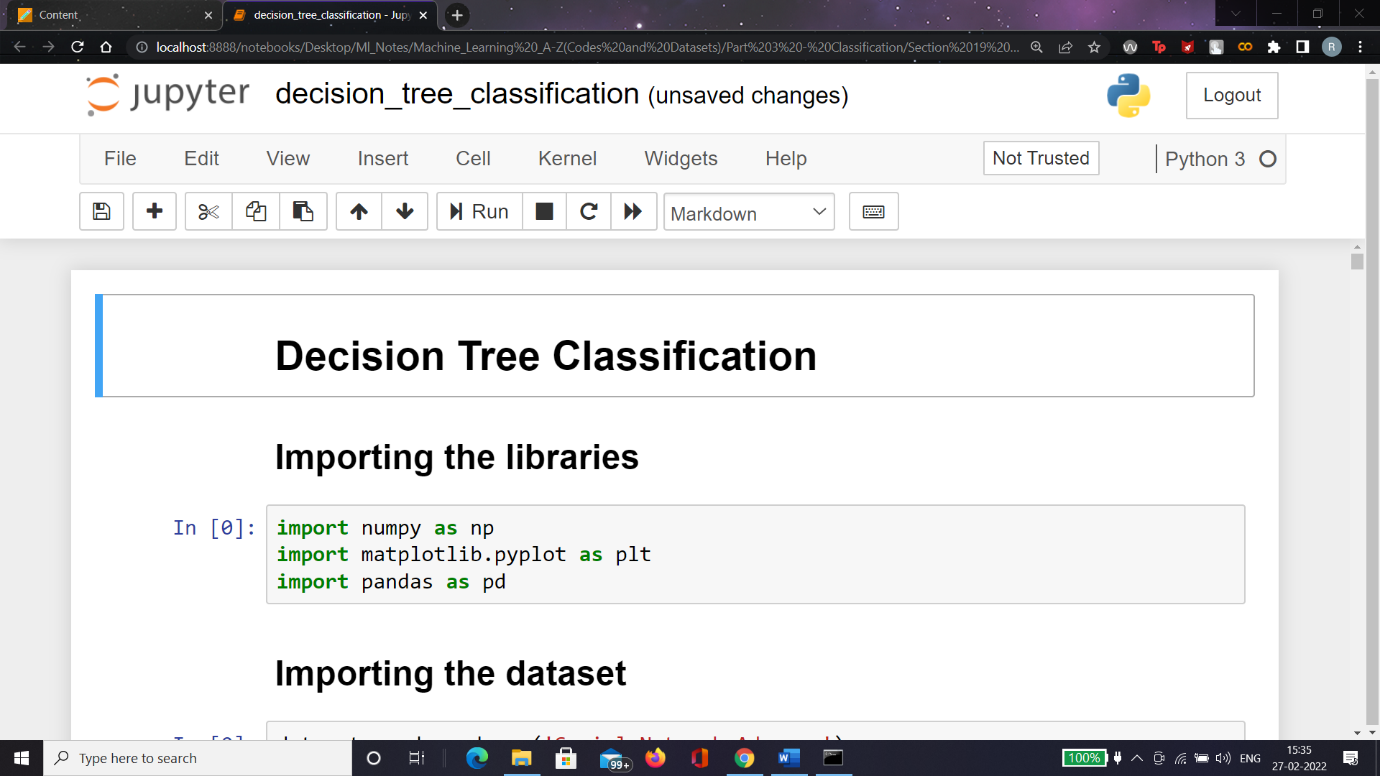 Content
decision_tree_classification - Jup
localhost:8888/notebooks/Desktop/Ml_Notes/Machine_Learning%20_A-Z(Codes%20and%20Datasets)/Part%203%20-%20Classification/Section%2019%20...
Tp
R
jupyter decision_tree_classification (unsaved changes)
Logout
File Edit View Insert Cell Kernel Widgets Help Not Trusted Python 3
Run Markdown
Decision Tree Classification
Importing the libraries
In [0]: import numpy as np
import matplotlib.pyplot as plt
import pandas as pd
Importing the dataset
Type here to search
99+
100%
ENG
15:35
27-02-2022